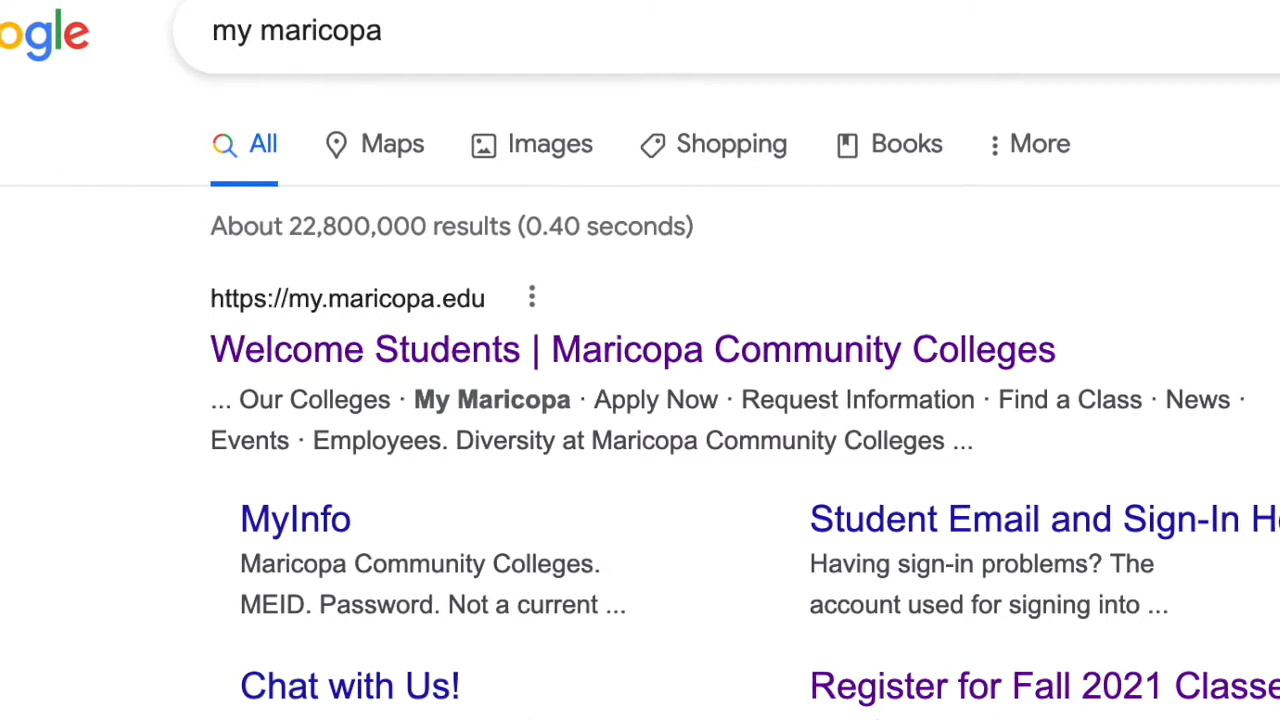 ogle
my maricopa
All Maps Images Shopping Books More
About 22,800,000 results (0.40 seconds)
https://my.maricopa.edu
Welcome Students | Maricopa Community Colleges
... Our Colleges · My Maricopa · Apply Now · Request Information · Find a Class · News ·
Events · Employees. Diversity at Maricopa Community Colleges ...
MyInfo
Maricopa Community Colleges.
MEID. Password. Not a current ...
Student Email and Sign-In
Having sign-in problems? The
account used for signing into ...
Chat with Us!
Register for Fall 2021 Classe